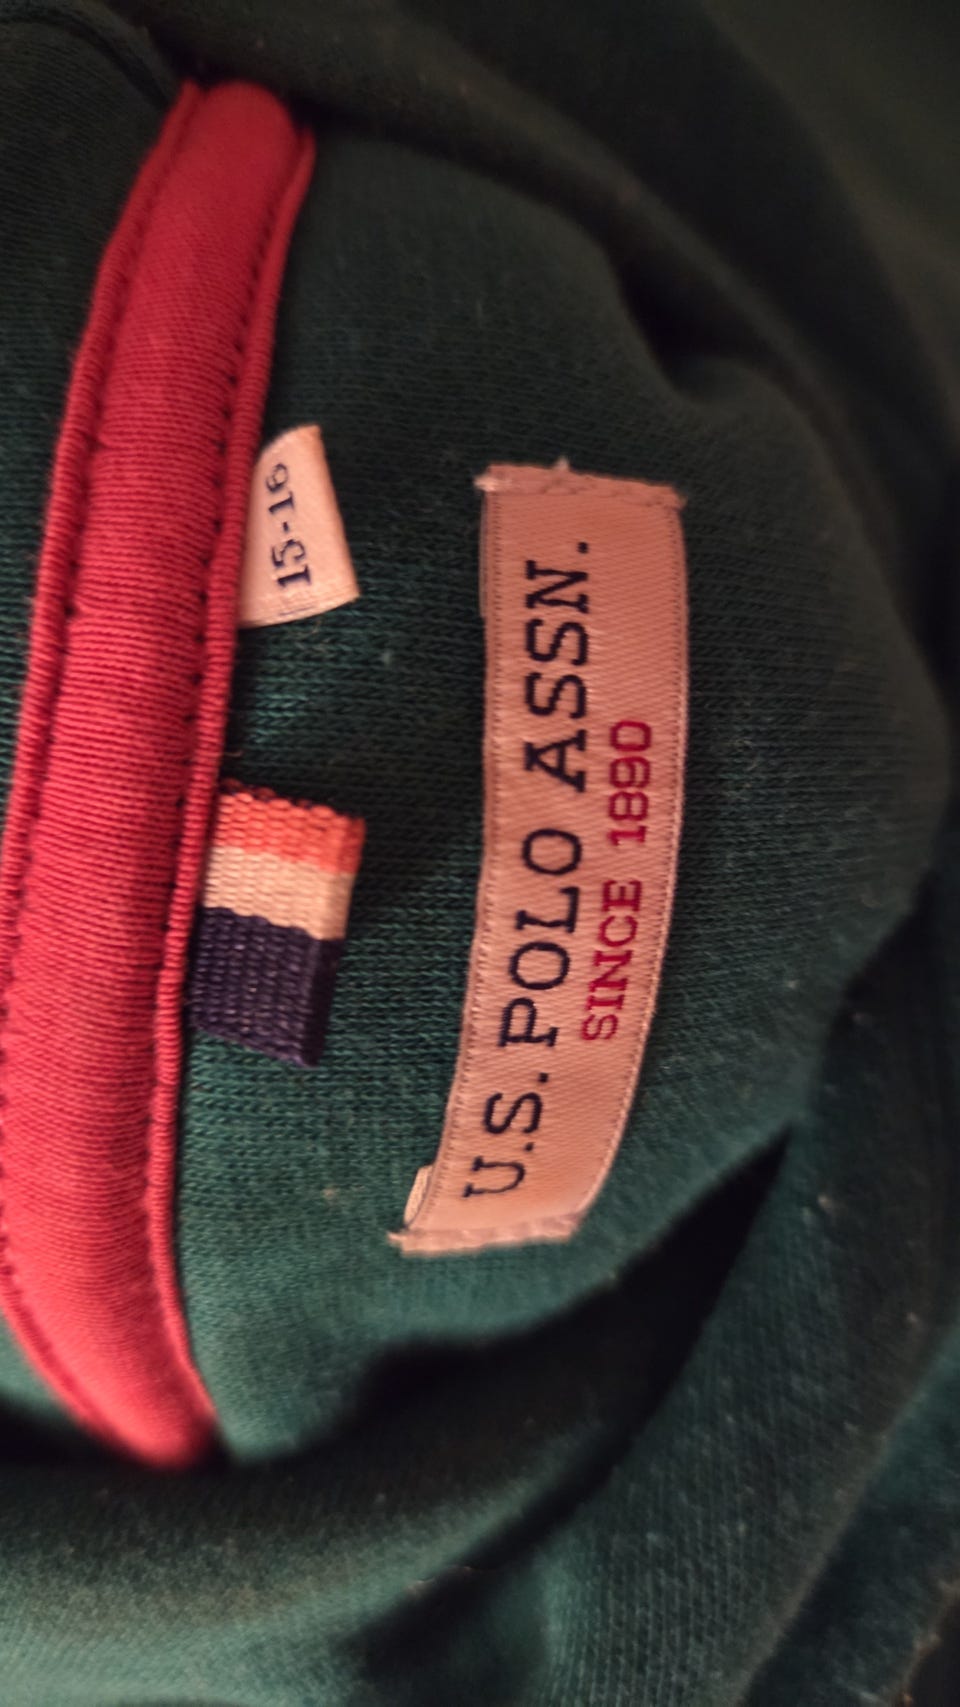 15-16
U.S. POLO ASSN.
SINCE 1890